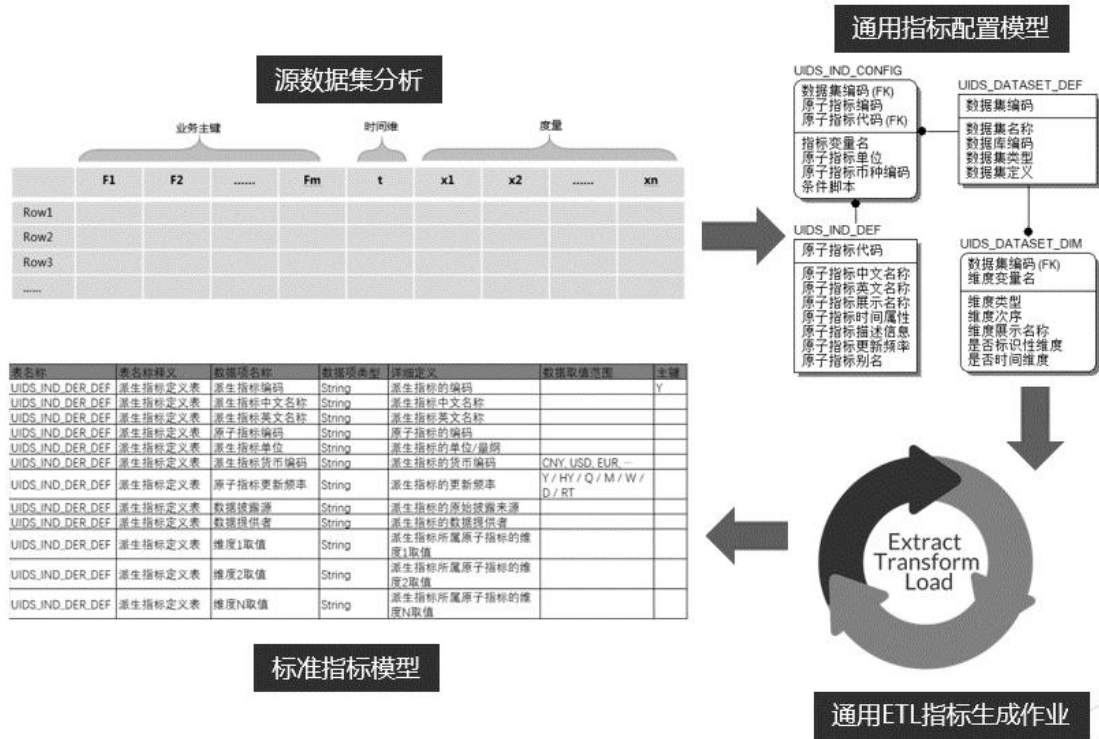 源数据集分析
业务主键 时间维 度量
F1 F2 …… Fm t x1 x2 …… xn
Row1
Row2
Row3
……
通用指标配置模型
UIDS_IND_CONFIG
数据集编码(FK)
原子指标编码
原子指标代码(FK)
指标变量名
原子指标单位
原子指标币种编码
条件脚本
UIDS_DATASET_DEF
数据集编码
数据集名称
数据库编码
数据集类型
数据集定义
UIDS_IND_DEF
原子指标代码
原子指标中文名称
原子指标英文名称
原子指标展示名称
原子指标时间属性
原子指标描述信息
原子指标更新频率
原子指标别名
UIDS_DATASET_DIM
数据集编码(FK)
维度变量名
维度类型
维度次序
维度展示名称
是否标识性维度
是否时间维度
Extract
Transform
Load
通用ETL指标生成作业
表名称 表名称释义 数据项名称 数据项类型 详细定义 数据取值范围 主键
UIDS_IND_DER_DEF 派生指标定义表 派生指标编码 String 派生指标的编码 Y
UIDS_IND_DER_DEF 派生指标定义表 派生指标中文名称 String 派生指标中文名称
UIDS_IND_DER_DEF 派生指标定义表 派生指标英文名称 String 派生指标英文名称
UIDS_IND_DER_DEF 派生指标定义表 原子指标编码 String 原子指标的编码
UIDS_IND_DER_DEF 派生指标定义表 派生指标单位 String 派生指标的单位/量纲
UIDS_IND_DER_DEF 派生指标定义表 派生指标货币编码 String 派生指标的货币编码 CNY, USD, EUR, …
UIDS_IND_DER_DEF 派生指标定义表 原子指标更新频率 String 派生指标的更新频率 Y / HY / Q / M / W /
D / RT
UIDS_IND_DER_DEF 派生指标定义表 数据披露源 String 派生指标的原始披露来源
UIDS_IND_DER_DEF 派生指标定义表 数据提供者 String 派生指标的数据提供者
UIDS_IND_DER_DEF 派生指标定义表 维度1取值 String 派生指标所属原子指标的维
度1取值
UIDS_IND_DER_DEF 派生指标定义表 维度2取值 String 派生指标所属原子指标的维
度2取值
UIDS_IND_DER_DEF 派生指标定义表 维度N取值 String 派生指标所属原子指标的维
度N取值
标准指标模型